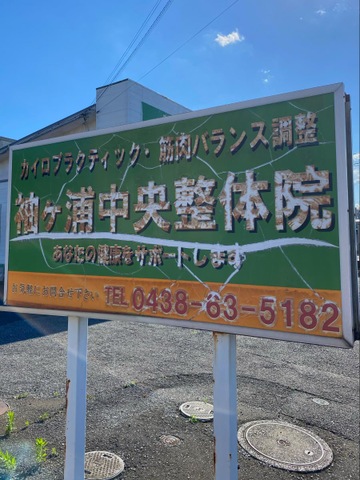 カイロプラクティック・筋肉バランス調整
袖ヶ浦中央整体院
あなたの健康をサポートします
お気軽にお問合せ下さい TEL 0438-63-5182